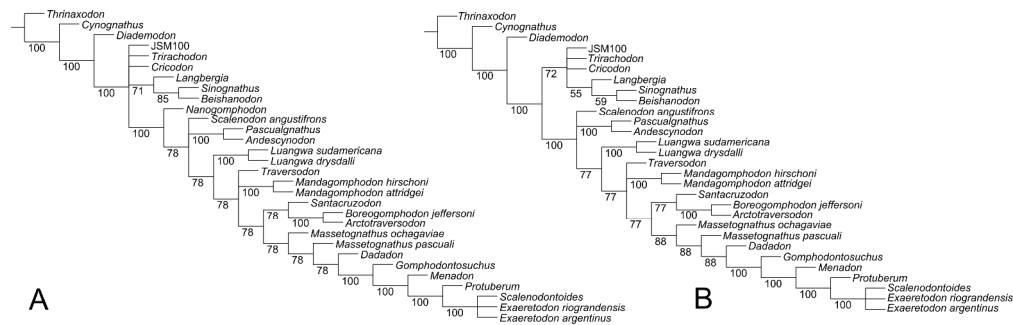 Thrinaxodon
Cynognathus
100
Diademodon
100
JSM100
Trirachodon
Cricodon
100
Langbergia
71
Sinognathus
85
Beishanodon
Nanogomphodon
100
Scalenodon angustifrons
Pascualgnathus
100
Andescynodon
78
Luangwa sudamericana
100
Luangwa drysdalli
78
Traversodon
Mandagomphodon hirschoni
100
Mandagomphodon attridgei
78
Santacruzodon
78
Boreogomphodon jeffersoni
100
Arctotraversodon
78
Massetognathus ochagaviae
78
Massetognathus pascuali
78
Dadadon
100
Gomphodontosuchus
100
Menadon
100
Protuberum
100
Scalenodontoides
Exaeretodon riograndensis
Exaeretodon argentinus
A
Thrinaxodon
Cynognathus
100
Diademodon
100
JSM100
Trirachodon
72
Cricodon
Langbergia
55
Sinognathus
59
Beishanodon
100
Scalenodon angustifrons
Pascualgnathus
100
Andescynodon
100
Luangwa sudamericana
100
Luangwa drysdalli
77
Traversodon
Mandagomphodon hirschoni
100
Mandagomphodon attridgei
77
Santacruzodon
77
Boreogomphodon jeffersoni
100
Arctotraversodon
77
Massetognathus ochagaviae
88
Massetognathus pascuali
88
Dadadon
88
Gomphodontosuchus
100
Menadon
100
Protuberum
100
Scalenodontoides
100
Exaeretodon riograndensis
Exaeretodon argentinus
B